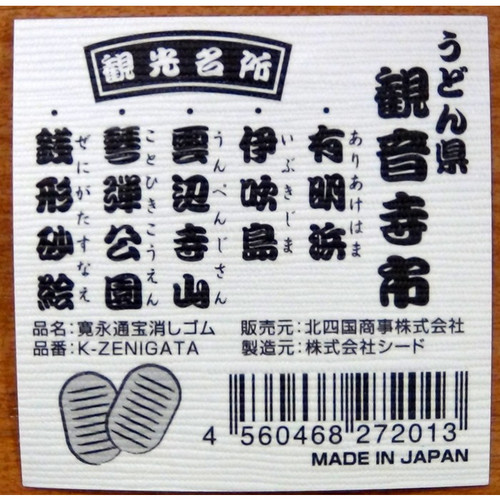 うどん県
観音寺市
観光名所
・有明浜
ありあけはま
・伊吹島
いぶきじま
・雲辺寺山
うんぺんじさん
・琴弾公園
ことひきこうえん
・銭形砂絵
ぜにがたすなえ
品名:寛永通宝消しゴム
品番:K-ZENIGATA
販売元:北四国商事株式会社
製造元:株式会社シード
4 560468 272013
MADE IN JAPAN